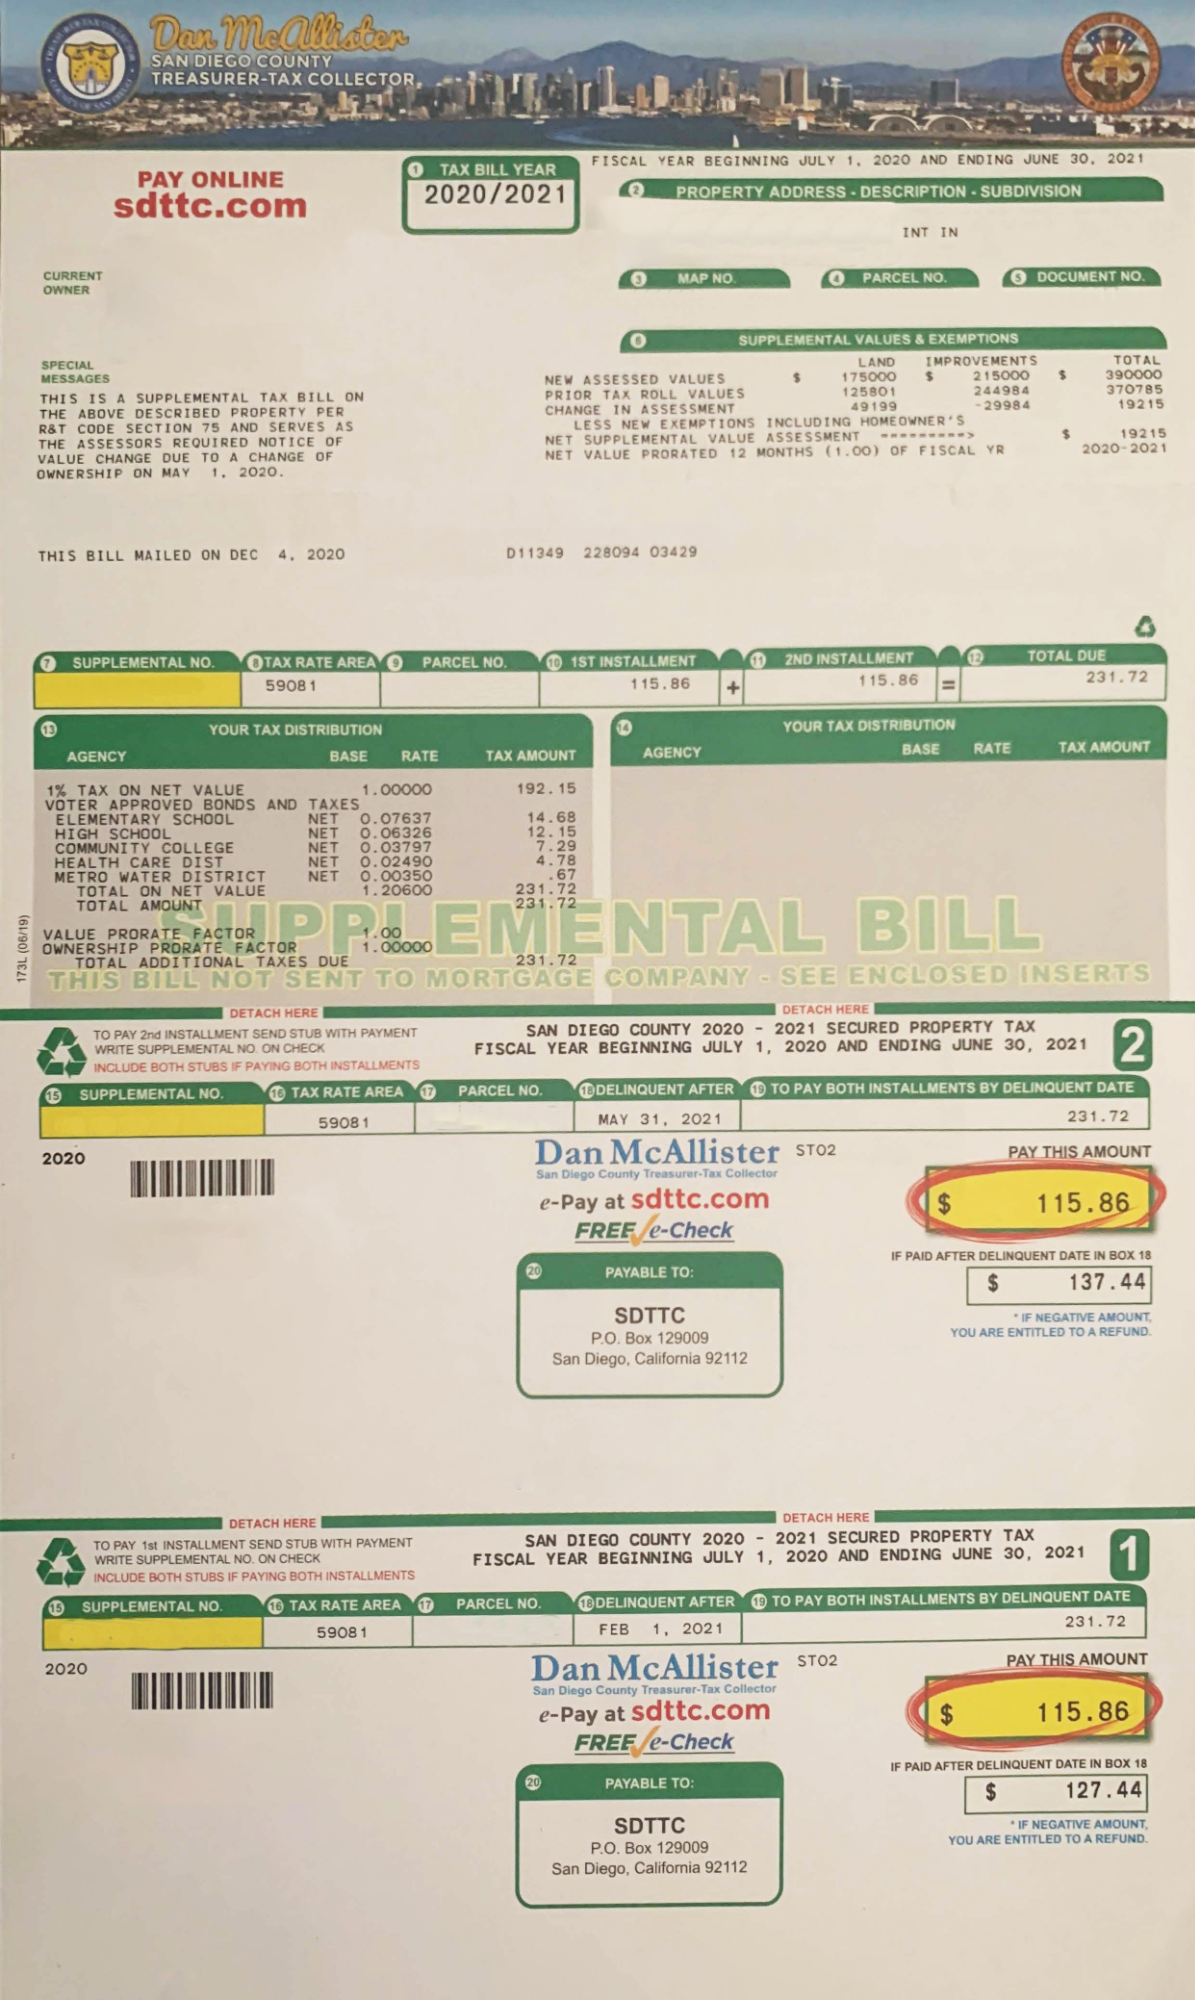 Dan McAllister
SAN DIEGO COUNTY
TREASURER-TAX COLLECTOR
FISCAL YEAR BEGINNING JULY 1, 2020 AND ENDING JUNE 30, 2021
PAY ONLINE
sdttc.com
1 TAX BILL YEAR
2020/2021
2 PROPERTY ADDRESS - DESCRIPTION - SUBDIVISION
INT IN
CURRENT
OWNER
3 MAP NO. 4 PARCEL NO. 5 DOCUMENT NO.
6 SUPPLEMENTAL VALUES & EXEMPTIONS
LAND IMPROVEMENTS TOTAL
NEW ASSESSED VALUES $ 175000 $ 215000 $ 390000
PRIOR TAX ROLL VALUES 125801 244984 370785
CHANGE IN ASSESSMENT 49199 -29984 19215
LESS NEW EXEMPTIONS INCLUDING HOMEOWNER'S
NET SUPPLEMENTAL VALUE ASSESSMENT ---------> $ 19215
NET VALUE PRORATED 12 MONTHS (1.00) OF FISCAL YR 2020-2021
SPECIAL
MESSAGES
THIS IS A SUPPLEMENTAL TAX BILL ON
THE ABOVE DESCRIBED PROPERTY PER
R&T CODE SECTION 75 AND SERVES AS
THE ASSESSORS REQUIRED NOTICE OF
VALUE CHANGE DUE TO A CHANGE OF
OWNERSHIP ON MAY 1, 2020.
THIS BILL MAILED ON DEC 4, 2020 D11349 228094 03429
7 SUPPLEMENTAL NO. 8 TAX RATE AREA 9 PARCEL NO. 10 1ST INSTALLMENT 11 2ND INSTALLMENT 12 TOTAL DUE
59081 115.86 + 115.86 = 231.72
13 YOUR TAX DISTRIBUTION
AGENCY BASE RATE TAX AMOUNT
14 YOUR TAX DISTRIBUTION
AGENCY BASE RATE TAX AMOUNT
1% TAX ON NET VALUE 1.00000 192.15
VOTER APPROVED BONDS AND TAXES
ELEMENTARY SCHOOL NET 0.07637 14.68
HIGH SCHOOL NET 0.06326 12.15
COMMUNITY COLLEGE NET 0.03797 7.29
HEALTH CARE DIST NET 0.02490 4.78
METRO WATER DISTRICT NET 0.00350 .67
TOTAL ON NET VALUE 1.20600 231.72
TOTAL AMOUNT 231.72
SUPPLEMENTAL BILL
VALUE PRORATE FACTOR 1.00
OWNERSHIP PRORATE FACTOR 1.00000
TOTAL ADDITIONAL TAXES DUE 231.72
THIS BILL NOT SENT TO MORTGAGE COMPANY - SEE ENCLOSED INSERTS
173L (06/19)
DETACH HERE DETACH HERE
TO PAY 2nd INSTALLMENT SEND STUB WITH PAYMENT
WRITE SUPPLEMENTAL NO. ON CHECK
INCLUDE BOTH STUBS IF PAYING BOTH INSTALLMENTS
SAN DIEGO COUNTY 2020 - 2021 SECURED PROPERTY TAX
FISCAL YEAR BEGINNING JULY 1, 2020 AND ENDING JUNE 30, 2021
2
15 SUPPLEMENTAL NO. 16 TAX RATE AREA 17 PARCEL NO. 18 DELINQUENT AFTER 19 TO PAY BOTH INSTALLMENTS BY DELINQUENT DATE
59081 MAY 31, 2021 231.72
2020
Dan McAllister ST02
San Diego County Treasurer-Tax Collector
e-Pay at sdttc.com
FREE e-Check
PAY THIS AMOUNT
$ 115.86
IF PAID AFTER DELINQUENT DATE IN BOX 18
$ 137.44
* IF NEGATIVE AMOUNT,
YOU ARE ENTITLED TO A REFUND.
20 PAYABLE TO:
SDTTC
P.O. Box 129009
San Diego, California 92112
DETACH HERE DETACH HERE
TO PAY 1st INSTALLMENT SEND STUB WITH PAYMENT
WRITE SUPPLEMENTAL NO. ON CHECK
INCLUDE BOTH STUBS IF PAYING BOTH INSTALLMENTS
SAN DIEGO COUNTY 2020 - 2021 SECURED PROPERTY TAX
FISCAL YEAR BEGINNING JULY 1, 2020 AND ENDING JUNE 30, 2021
1
15 SUPPLEMENTAL NO. 16 TAX RATE AREA 17 PARCEL NO. 18 DELINQUENT AFTER 19 TO PAY BOTH INSTALLMENTS BY DELINQUENT DATE
59081 FEB 1, 2021 231.72
2020
Dan McAllister ST02
San Diego County Treasurer-Tax Collector
e-Pay at sdttc.com
FREE e-Check
PAY THIS AMOUNT
$ 115.86
IF PAID AFTER DELINQUENT DATE IN BOX 18
$ 127.44
* IF NEGATIVE AMOUNT,
YOU ARE ENTITLED TO A REFUND.
20 PAYABLE TO:
SDTTC
P.O. Box 129009
San Diego, California 92112